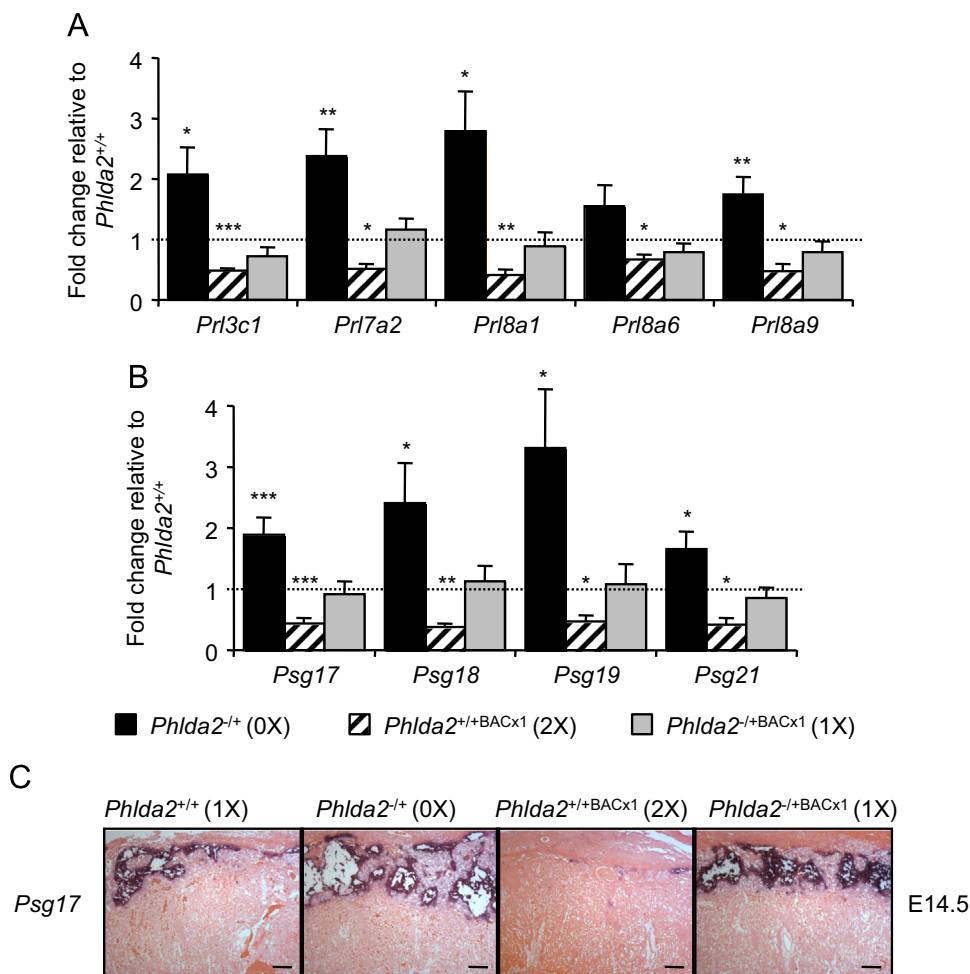 A
Fold change relative to
Phlda2+/+
4
3
2
1
0
* ** * **
*** * ** * *
Prl3c1 Prl7a2 Prl8a1 Prl8a6 Prl8a9
B
Fold change relative to
Phlda2+/+
4
3
2
1
0
*** * * *
*** ** * *
Psg17 Psg18 Psg19 Psg21
Phlda2-/+ (0X) Phlda2+/+BACx1 (2X) Phlda2-/+BACx1 (1X)
C
Phlda2+/+ (1X) Phlda2-/+ (0X) Phlda2+/+BACx1 (2X) Phlda2-/+BACx1 (1X)
Psg17 E14.5